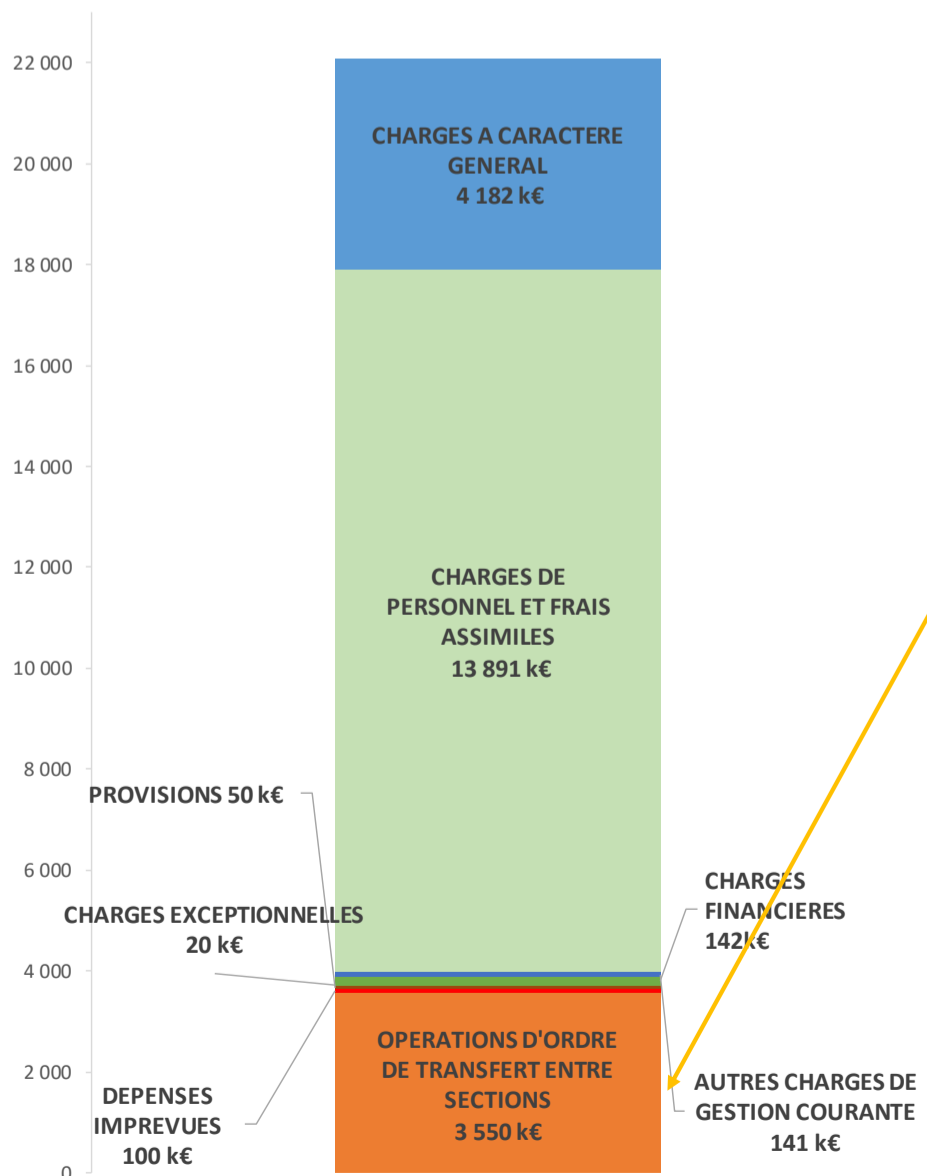 22 000
20 000
18 000
16 000
14 000
12 000
10 000
8 000
6 000
4 000
2 000
0
CHARGES A CARACTERE
GENERAL
4 182 k€
CHARGES DE
PERSONNEL ET FRAIS
ASSIMILES
13 891 k€
PROVISIONS 50 k€
CHARGES EXCEPTIONNELLES
20 k€
CHARGES
FINANCIERES
142k€
OPERATIONS D'ORDRE
DE TRANSFERT ENTRE
SECTIONS
3 550 k€
DEPENSES
IMPREVUES
100 k€
AUTRES CHARGES DE
GESTION COURANTE
141 k€